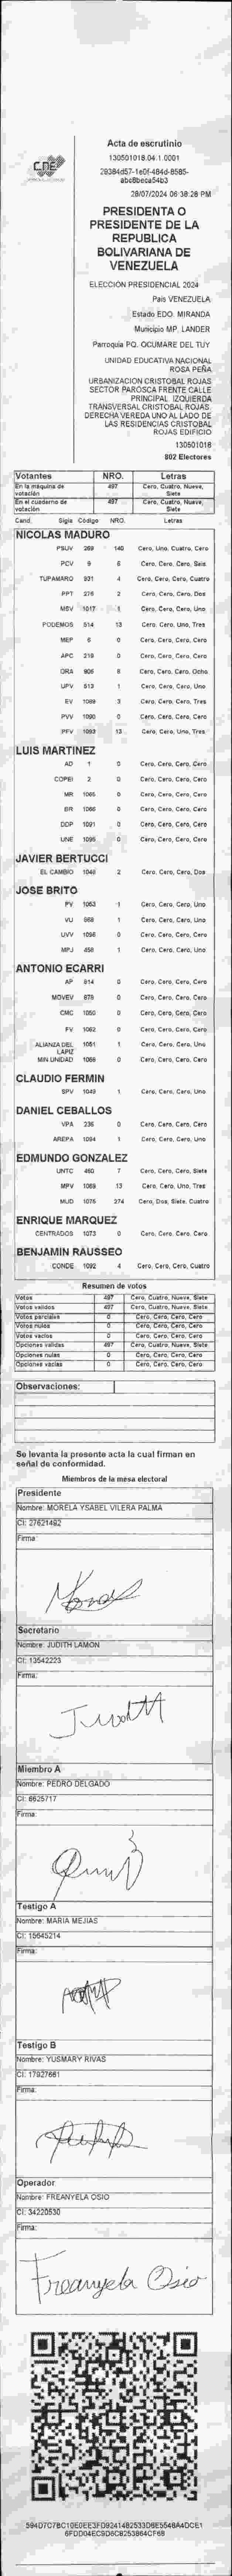 CNE
Acta de escrutinio
130501018.04.1.0001
28/07/2024 06:38:28 PM
PRESIDENTA O
PRESIDENTE DE LA
REPUBLICA
BOLIVARIANA DE
VENEZUELA
ELECCIÓN PRESIDENCIAL 2024
País VENEZUELA
Estado EDO. MIRANDA
Municipio MP. LANDER
Parroquia PQ. OCUMARE DEL TUY
UNIDAD EDUCATIVA NACIONAL
ROSA PEÑA
URBANIZACION CRISTOBAL ROJAS
SECTOR PAROSCA FRENTE CALLE
PRINCIPAL. IZQUIERDA
TRANSVERSAL CRISTOBAL ROJAS.
DERECHA VEREDA UNO AL LADO DE
LAS RESIDENCIAS CRISTOBAL
ROJAS EDIFICIO
130501018
802 Electores
Votantes NRO. Letras
En la máquina de votación 497 Cero, Cuatro, Nueve, Siete
En el cuaderno de votación 497 Cero, Cuatro, Nueve, Siete
Cand. Sigla Código NRO. Letras
NICOLAS MADURO
PSUV 269 140 Cero, Uno, Cuatro, Cero
PCV 9 6 Cero, Cero, Cero, Seis
TUPAMARO 931 4 Cero, Cero, Cero, Cuatro
PPT 276 2 Cero, Cero, Cero, Dos
MSV 1017 1 Cero, Cero, Cero, Uno
PODEMOS 514 13 Cero, Cero, Uno, Tres
MEP 6 0 Cero, Cero, Cero, Cero
APC 219 0 Cero, Cero, Cero, Cero
ORA 905 8 Cero, Cero, Cero, Ocho
UPV 513 1 Cero, Cero, Cero, Uno
EV 1089 3 Cero, Cero, Cero, Tres
PVV 1090 0 Cero, Cero, Cero, Cero
PFV 1093 13 Cero, Cero, Uno, Tres
LUIS MARTINEZ
AD 1 0 Cero, Cero, Cero, Cero
COPEI 2 0 Cero, Cero, Cero, Cero
MR 1065 0 Cero, Cero, Cero, Cero
BR 1066 0 Cero, Cero, Cero, Cero
DDP 1091 0 Cero, Cero, Cero, Cero
UNE 1095 0 Cero, Cero, Cero, Cero
JAVIER BERTUCCI
EL CAMBIO 1048 2 Cero, Cero, Cero, Dos
JOSE BRITO
PV 1053 1 Cero, Cero, Cero, Uno
VU 868 1 Cero, Cero, Cero, Uno
UVV 1056 0 Cero, Cero, Cero, Cero
MPJ 458 1 Cero, Cero, Cero, Uno
ANTONIO ECARRI
AP 914 0 Cero, Cero, Cero, Cero
MOVEV 878 0 Cero, Cero, Cero, Cero
CMC 1050 0 Cero, Cero, Cero, Cero
FV 1062 0 Cero, Cero, Cero, Cero
ALIANZA DEL LAPIZ 1051 1 Cero, Cero, Cero, Uno
MIN UNIDAD 1068 0 Cero, Cero, Cero, Cero
CLAUDIO FERMIN
SPV 1049 1 Cero, Cero, Cero, Uno
DANIEL CEBALLOS
VPA 236 0 Cero, Cero, Cero, Cero
AREPA 1094 1 Cero, Cero, Cero, Uno
EDMUNDO GONZALEZ
UNTC 460 7 Cero, Cero, Cero, Siete
MPV 1069 13 Cero, Cero, Uno, Tres
MUD 1075 274 Cero, Dos, Siete, Cuatro
ENRIQUE MARQUEZ
CENTRADOS 1073 0 Cero, Cero, Cero, Cero
BENJAMIN RAUSSEO
CONDE 1092 4 Cero, Cero, Cero, Cuatro
Resumen de votos
Votos 497 Cero, Cuatro, Nueve, Siete
Votos validos 497 Cero, Cuatro, Nueve, Siete
Votos parciales 0 Cero, Cero, Cero, Cero
Votos nulos 0 Cero, Cero, Cero, Cero
Votos vacíos 0 Cero, Cero, Cero, Cero
Opciones validas 497 Cero, Cuatro, Nueve, Siete
Opciones nulas 0 Cero, Cero, Cero, Cero
Opciones vacías 0 Cero, Cero, Cero, Cero
Observaciones:
Se levanta la presente acta la cual firman en
señal de conformidad.
Miembros de la mesa electoral
Presidente
Nombre: MORELA YSABEL VILERA PALMA
CI: 27621492
Firma:
Secretario
Nombre: JUDITH LAMON
CI: 13542223
Firma:
Judith
Miembro A
Nombre: PEDRO DELGADO
CI: 6625717
Firma:
Testigo A
Nombre: MARIA MEJIAS
CI: 15645214
Firma:
Testigo B
Nombre: YUSMARY RIVAS
CI: 17927661
Firma:
Operador
Nombre: FREANYELA OSIO
CI: 34220530
Firma:
Freanyela Osio